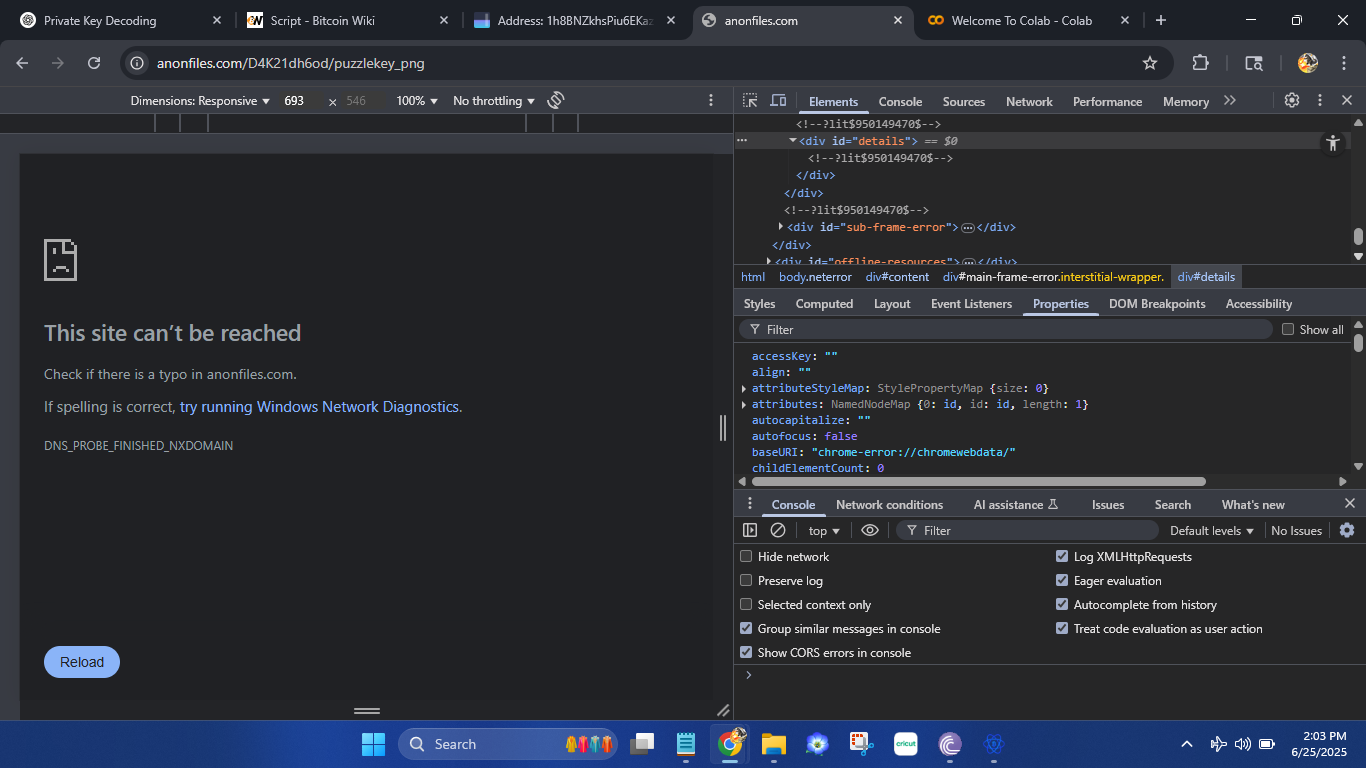 Private Key Decoding
Script - Bitcoin Wiki
Address: 1h8BNZkhsPiu6EKaz
anonfiles.com
Welcome To Colab - Colab
anonfiles.com/D4K21dh6od/puzzlekey_png
Dimensions: Responsive 693 × 546 100% No throttling
Elements Console Sources Network Performance Memory
<!--?lit$950149470$-->
<div id="details"> == $0
<!--?lit$950149470$-->
</div>
</div>
<!--?lit$950149470$-->
<div id="sub-frame-error"> … </div>
</div>
<div id="offline-resources"> … </div>
html body.neterror div#content div#main-frame-error.interstitial-wrapper. div#details
Styles Computed Layout Event Listeners Properties DOM Breakpoints Accessibility
Filter Show all
accessKey: ""
align: ""
attributeStyleMap: StylePropertyMap {size: 0}
attributes: NamedNodeMap {0: id, id: id, length: 1}
autocapitalize: ""
autofocus: false
baseURI: "chrome-error://chromewebdata/"
childElementCount: 0
This site can't be reached
Check if there is a typo in anonfiles.com.
If spelling is correct, try running Windows Network Diagnostics.
DNS_PROBE_FINISHED_NXDOMAIN
Reload
Console Network conditions AI assistance Issues Search What's new
top Filter Default levels No Issues
Hide network Log XMLHttpRequests
Preserve log Eager evaluation
Selected context only Autocomplete from history
Group similar messages in console Treat code evaluation as user action
Show CORS errors in console
Search
cricut
2:03 PM
6/25/2025